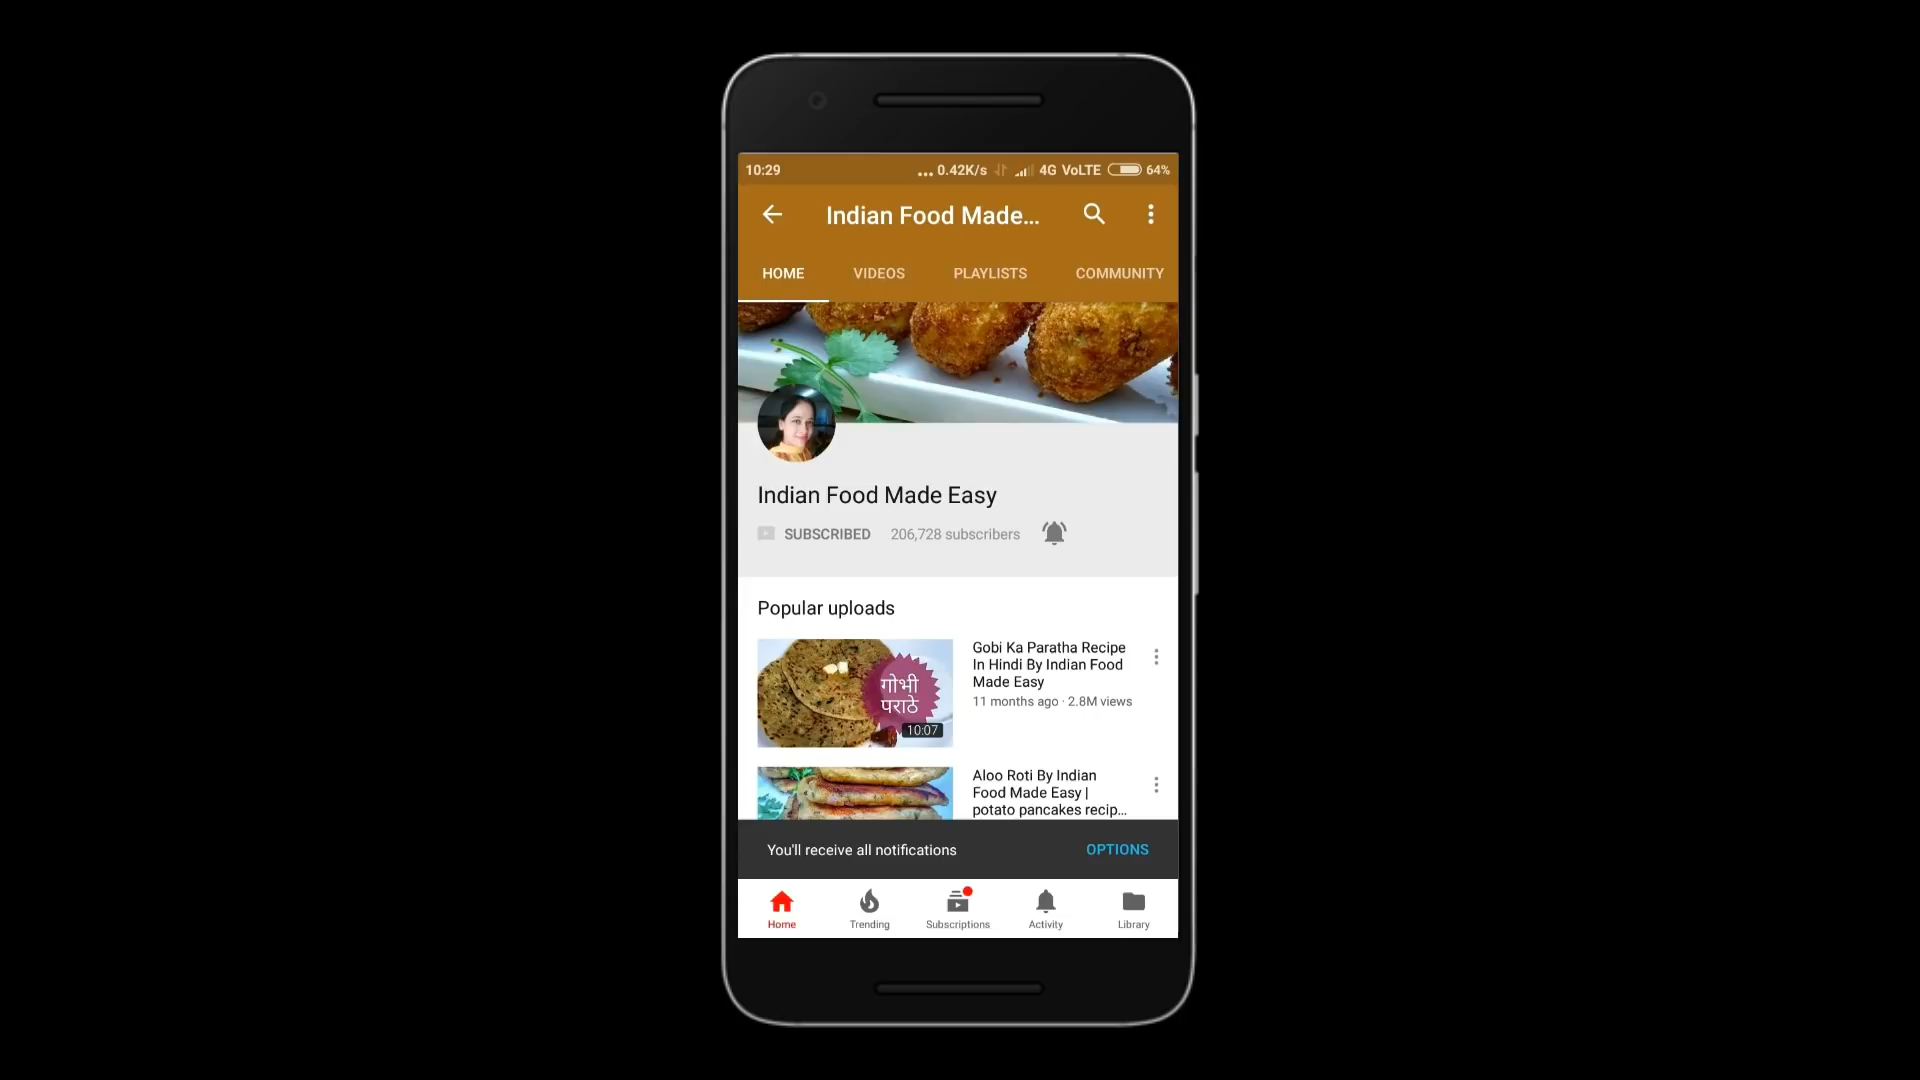 10:29
... 0.42K/s 4G VoLTE 64%
Indian Food Made...
HOME VIDEOS PLAYLISTS COMMUNITY
Indian Food Made Easy
SUBSCRIBED 206,728 subscribers
Popular uploads
गोभी
पराठे
10:07
Gobi Ka Paratha Recipe
In Hindi By Indian Food
Made Easy
11 months ago · 2.8M views
Aloo Roti By Indian
Food Made Easy |
potato pancakes recip...
You'll receive all notifications OPTIONS
Home Trending Subscriptions Activity Library